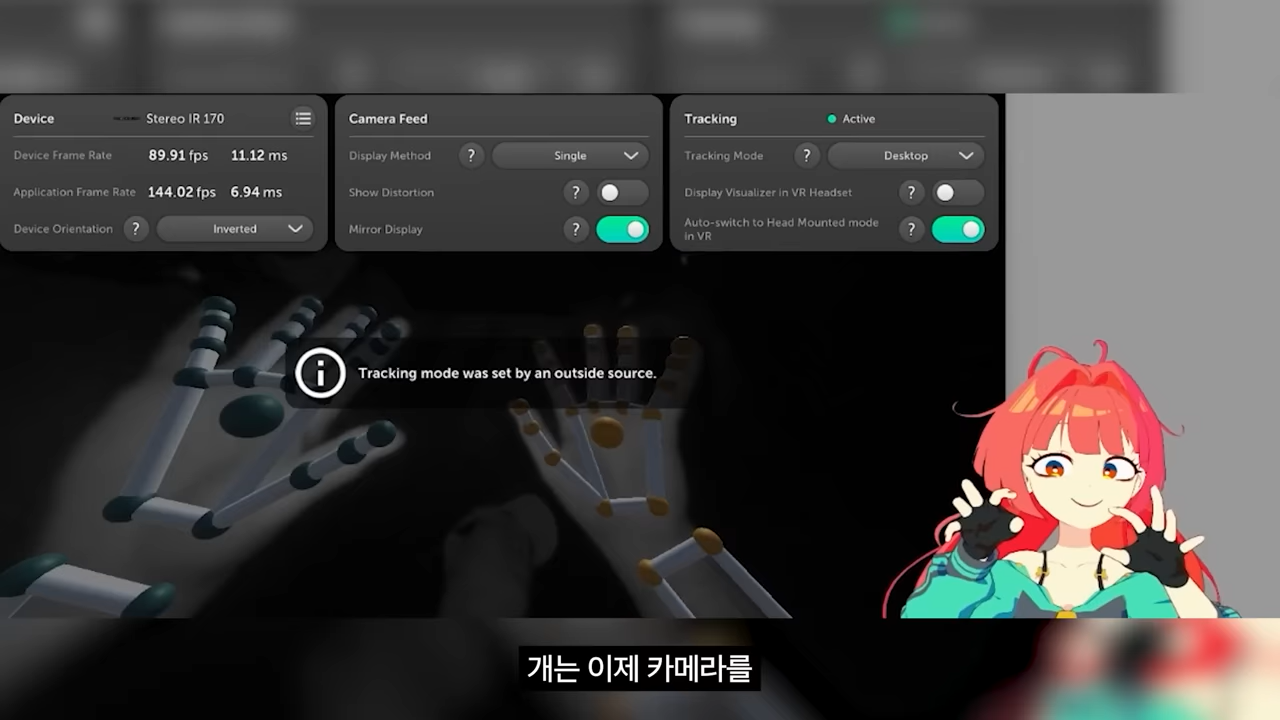 Device
Stereo IR 170
Device Frame Rate
89.91 fps
11.12 ms
Application Frame Rate
144.02 fps
6.94 ms
Device Orientation
?
Inverted
Camera Feed
Display Method
?
Single
Show Distortion
?
Mirror Display
?
Tracking
Active
Tracking Mode
?
Desktop
Display Visualizer in VR Headset
?
Auto-switch to Head Mounted mode
in VR
?
Tracking mode was set by an outside source.
개는 이제 카메라를